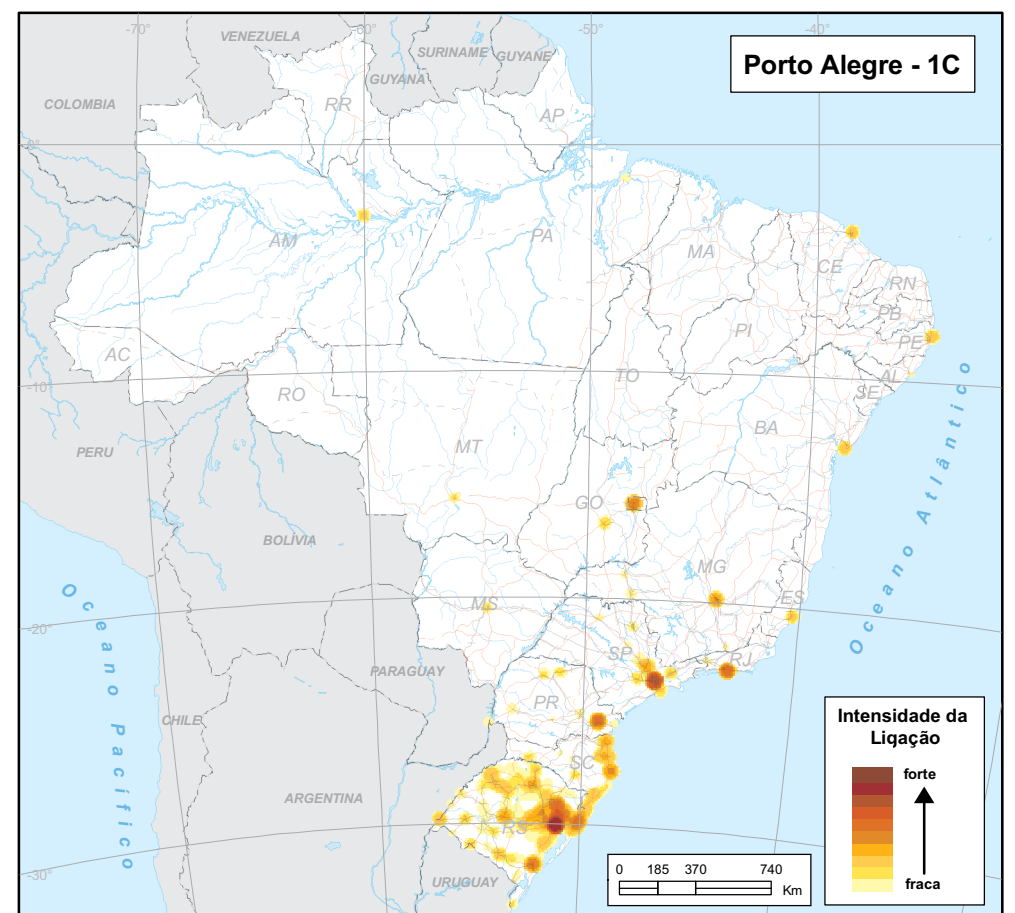 -70°
-60°
-50°
-40°
VENEZUELA
SURINAME
GUYANE
GUYANA
COLOMBIA
Porto Alegre - 1C
RR
AP
0°
AM
PA
MA
CE
RN
PB
PE
PI
AL
SE
TO
AC
-10°
RO
BA
MT
PERU
GO
BOLÍVIA
MG
ES
MS
-20°
SP
RJ
PARAGUAY
PR
CHILE
SC
ARGENTINA
RS
URUGUAY
-30°
Oceano Atlântico
Oceano Pacífico
Intensidade da
Ligação
forte
fraca
0 185 370 740
Km